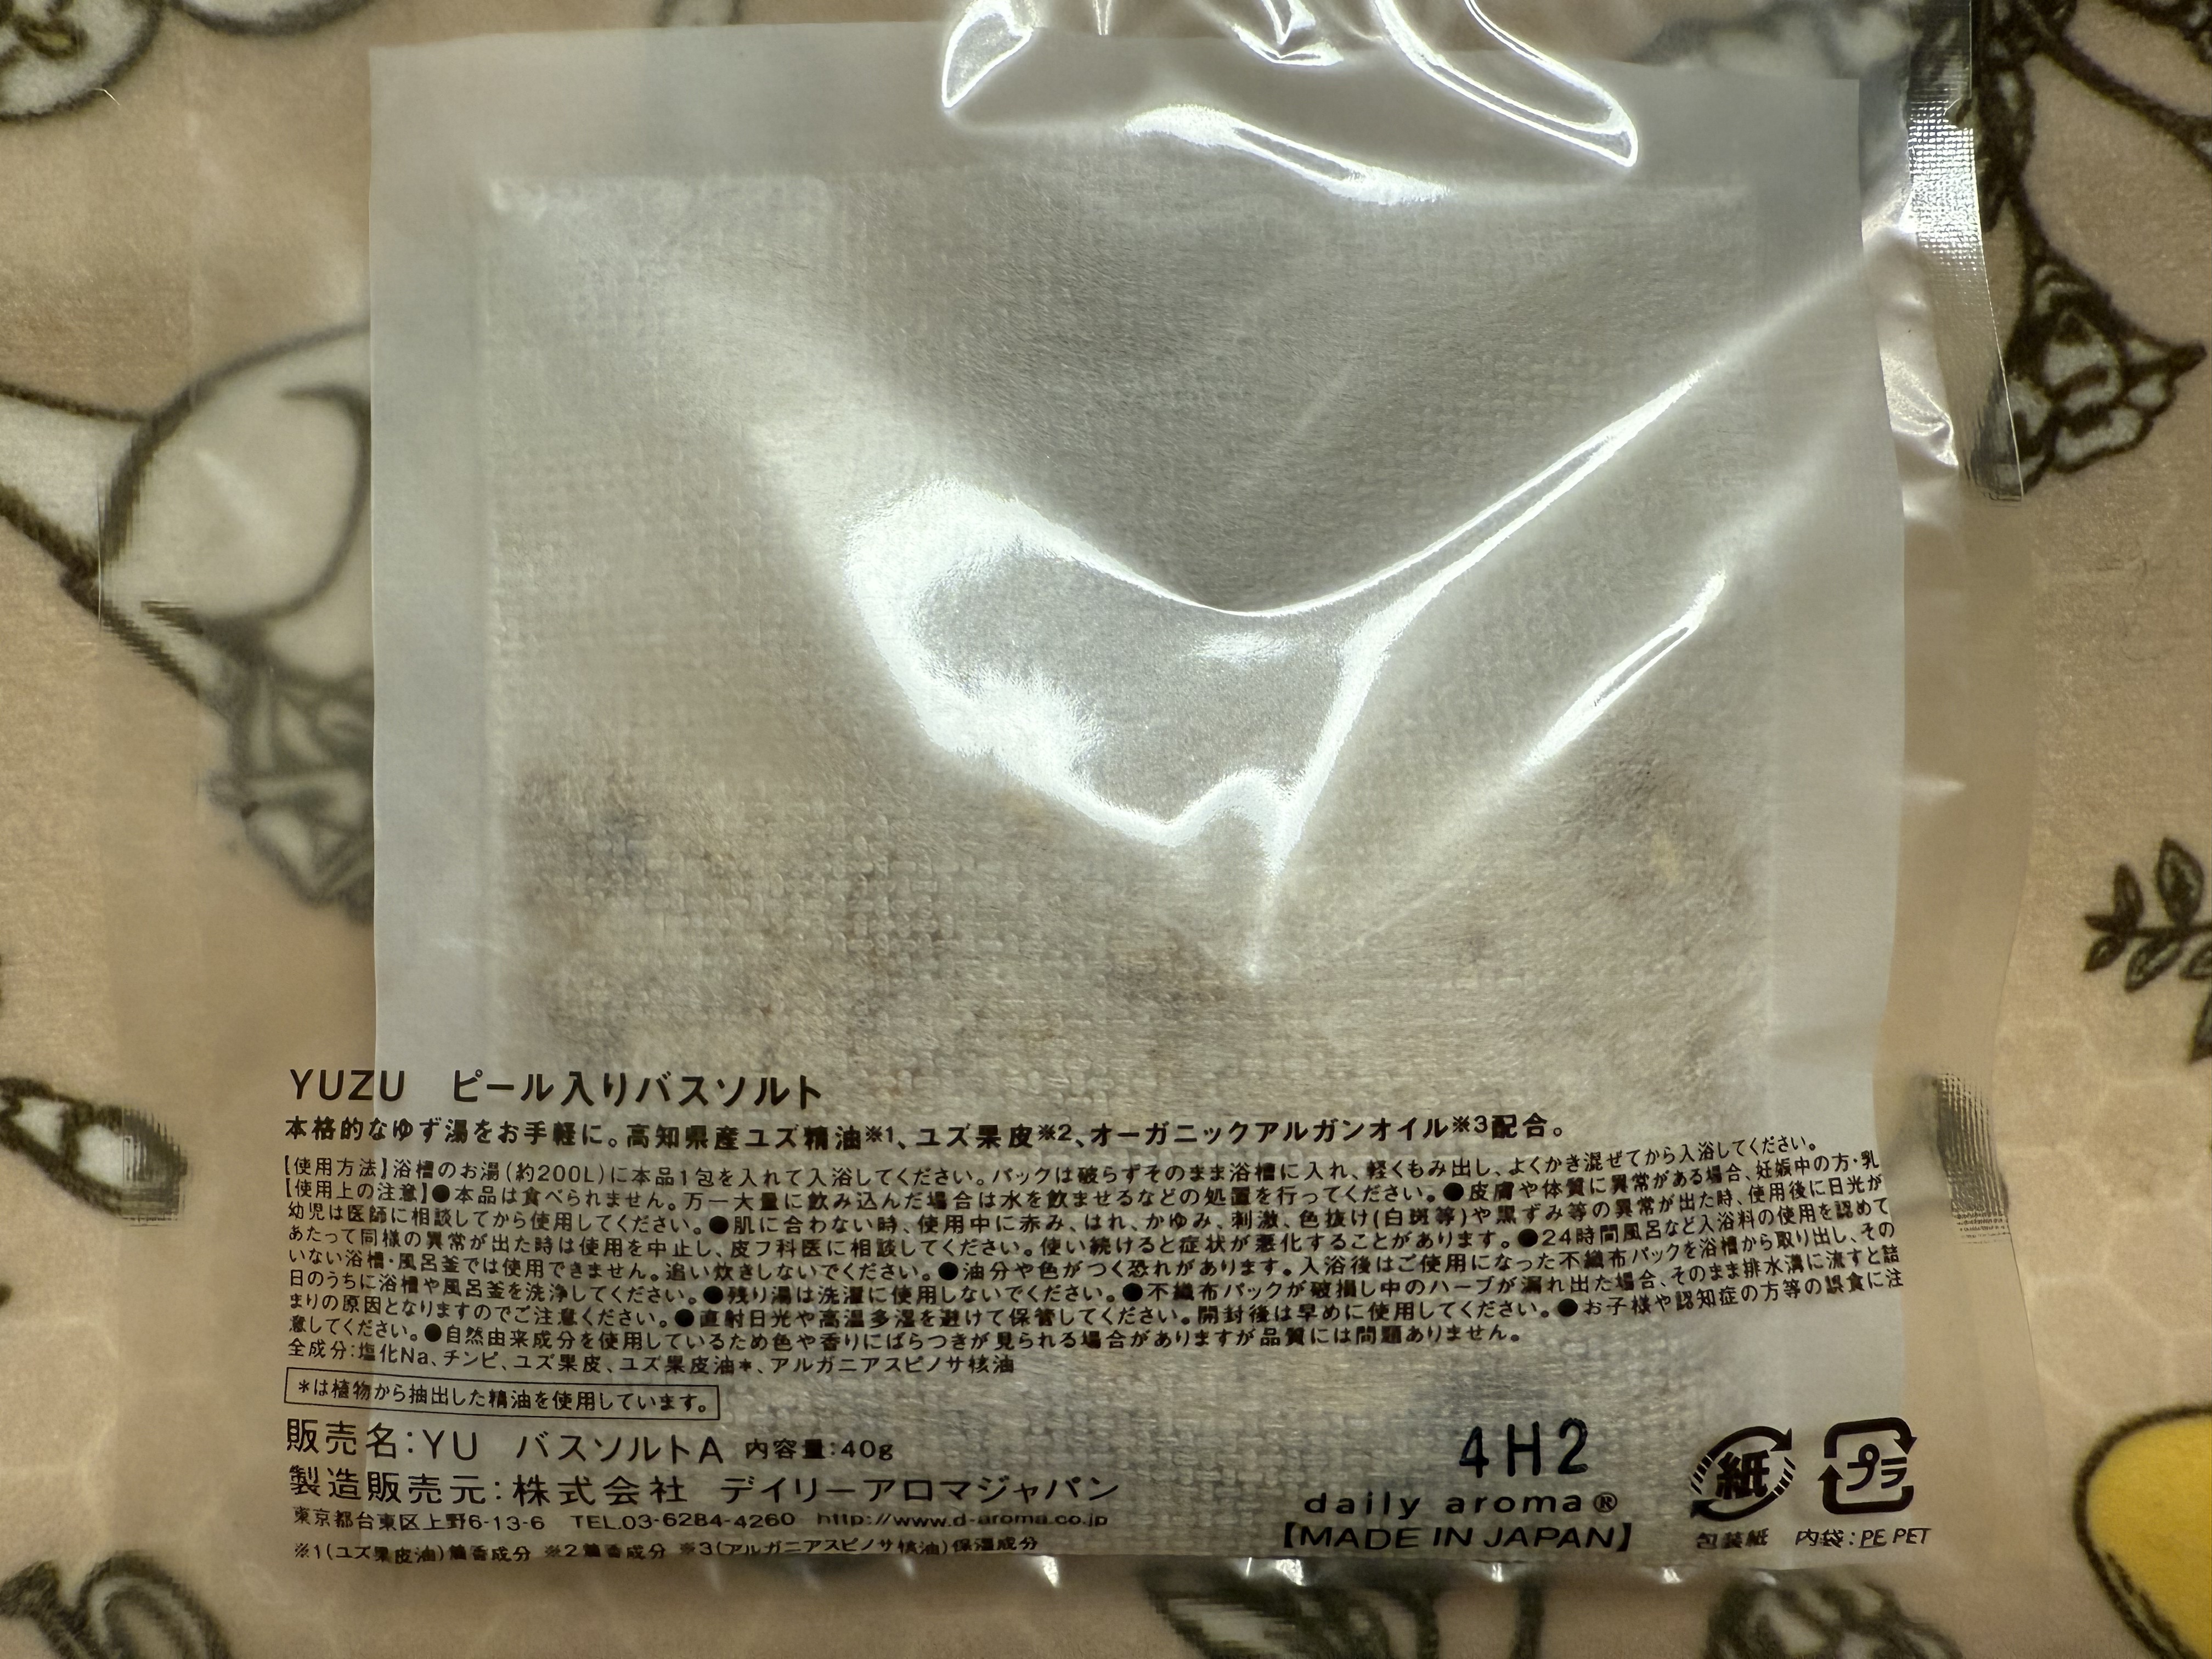 YUZU ピール入りバスソルト
本格的なゆず湯をお手軽に。高知県産ユズ精油※1、ユズ果皮※2、オーガニックアルガンオイル※3配合。
【使用方法】浴槽のお湯(約200L)に本品1包を入れて入浴してください。パックは破らずそのまま浴槽に入れ、軽くもみ出し、よくかき混ぜてから入浴してください。
【使用上の注意】●本品は食べられません。万一大量に飲み込んだ場合は水を飲ませるなどの処置を行ってください。●皮膚や体質に異常がある場合、妊娠中の方・乳
幼児は医師に相談してから使用してください。●肌に合わない時、使用中に赤み、はれ、かゆみ、刺激、色抜け(白斑等)や黒ずみ等の異常が出た時、使用後に日光が
あたって同様の異常が出た時は使用を中止し、皮フ科医に相談してください。使い続けると症状が悪化することがあります。●24時間風呂など入浴料の使用を認めて
いない浴槽・風呂釜では使用できません。追い炊きしないでください。●油分や色がつく恐れがあります。入浴後はご使用になった不織布パックを浴槽から取り出し、その
日のうちに浴槽や風呂釜を洗浄してください。●残り湯は洗濯に使用しないでください。●不織布パックが破損し中のハーブが漏れ出た場合、そのまま排水溝に流すと詰
まりの原因となりますのでご注意ください。●直射日光や高温多湿を避けて保管してください。開封後は早めに使用してください。●お子様や認知症の方等の誤食に注
意してください。●自然由来成分を使用しているため色や香りにばらつきが見られる場合がありますが品質には問題ありません。
全成分:塩化Na、チンピ、ユズ果皮、ユズ果皮油*、アルガニアスピノサ核油
*は植物から抽出した精油を使用しています。
販売名:YU バスソルトA 内容量:40g
製造販売元:株式会社 デイリーアロマジャパン
東京都台東区上野6-13-6 TEL.03-6284-4260 http://www.d-aroma.co.jp
※1(ユズ果皮油)着香成分 ※2着香成分 ※3(アルガニアスピノサ核油)保湿成分
4H2
daily aroma®
【MADE IN JAPAN】
紙
包装紙
プラ
内袋:PE,PET